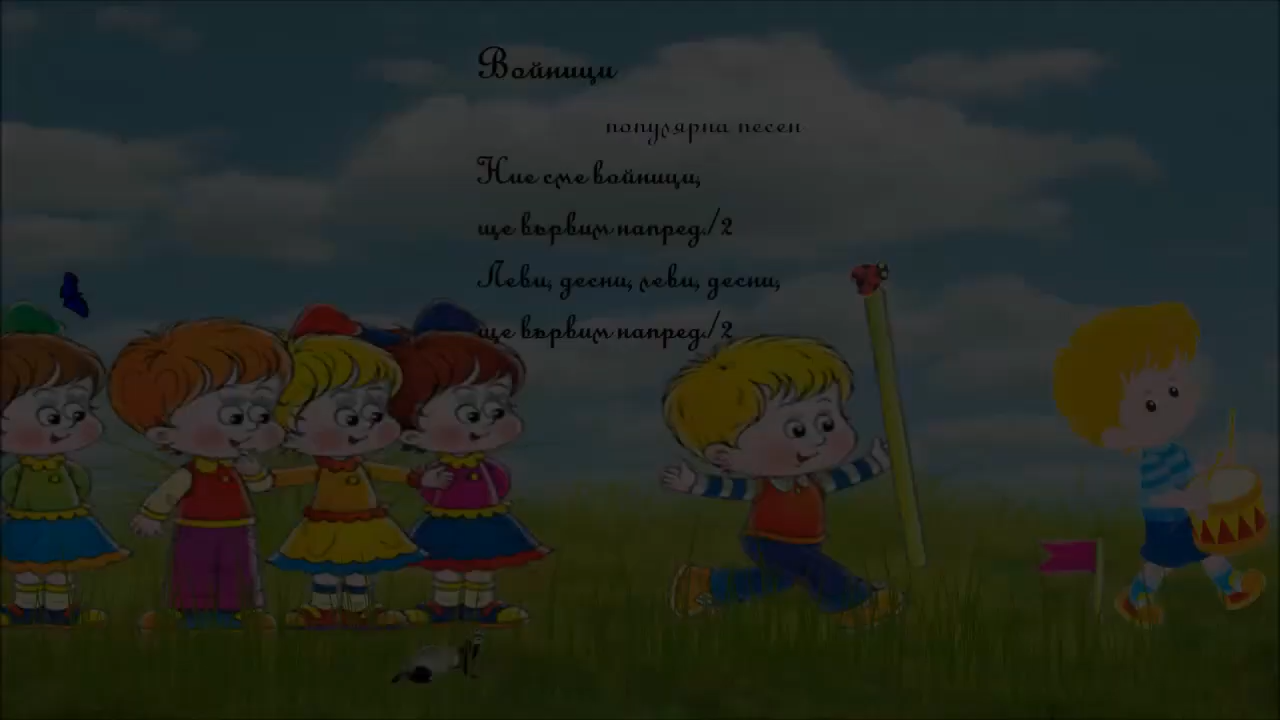 Войници
популярна песен
Ние сме войници,
ще вървим напред./2
Леви, десни, леви, десни,
ще вървим напред./2